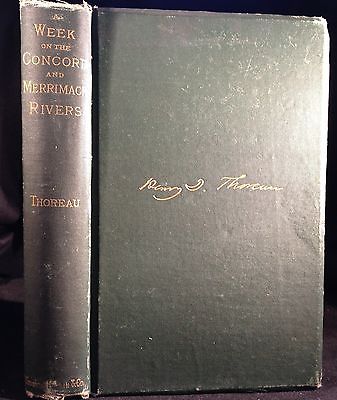 A
WEEK
ON THE
CONCORD
AND
MERRIMACK
RIVERS
THOREAU
Henry D. Thoreau